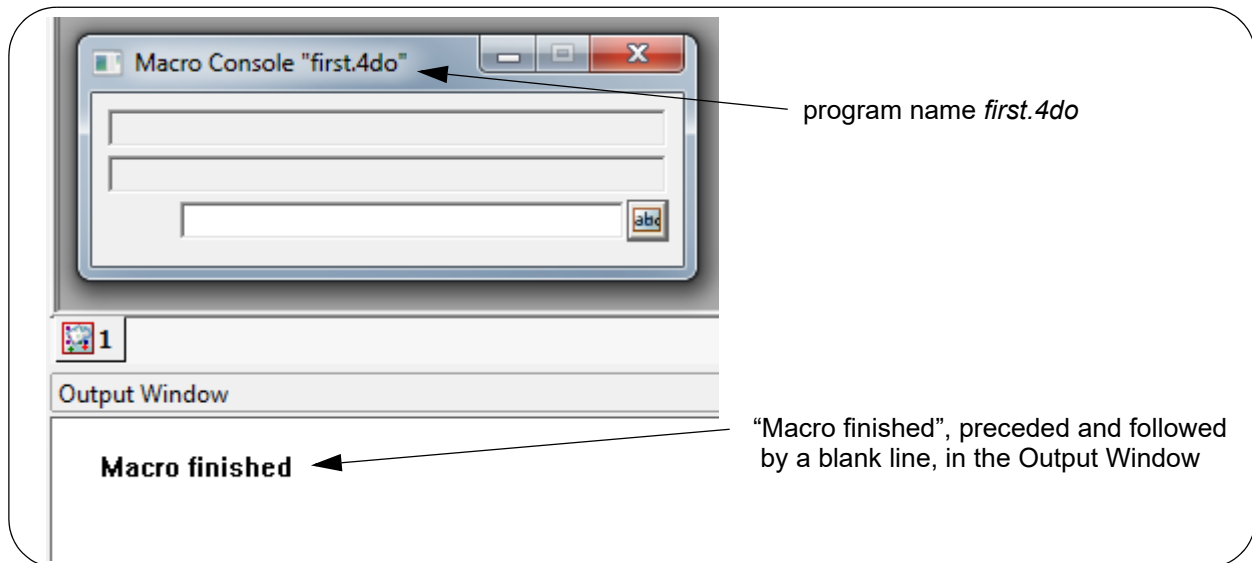 Macro Console "first.4do"
program name first.4do
abc
1
Output Window
“Macro finished”, preceded and followed
by a blank line, in the Output Window
Macro finished